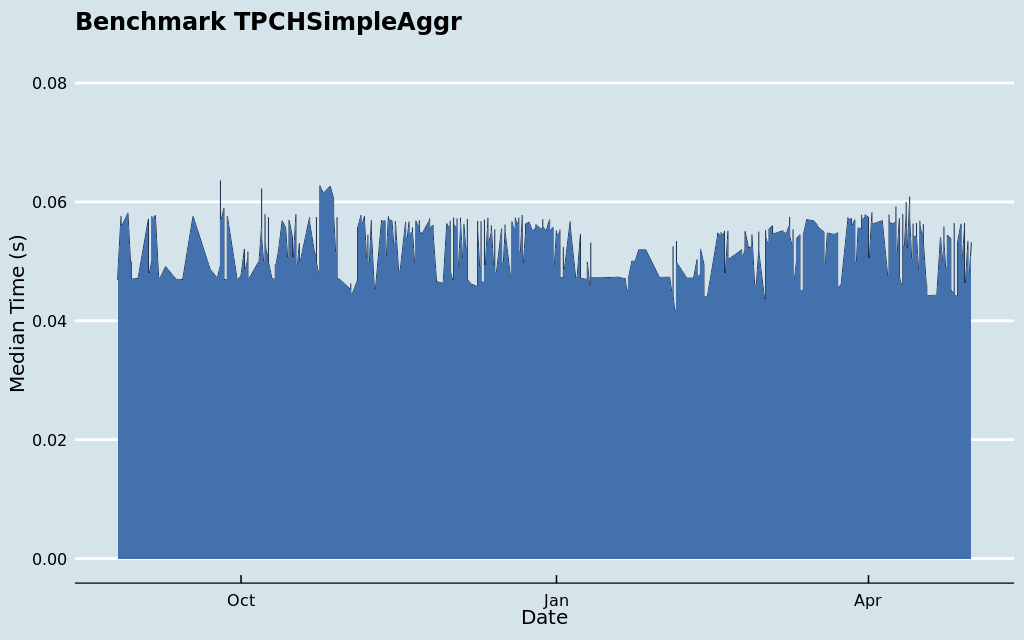 Benchmark TPCHSimpleAggr
0.08
0.06
0.04
0.02
0.00
Median Time (s)
Oct
Jan
Apr
Date